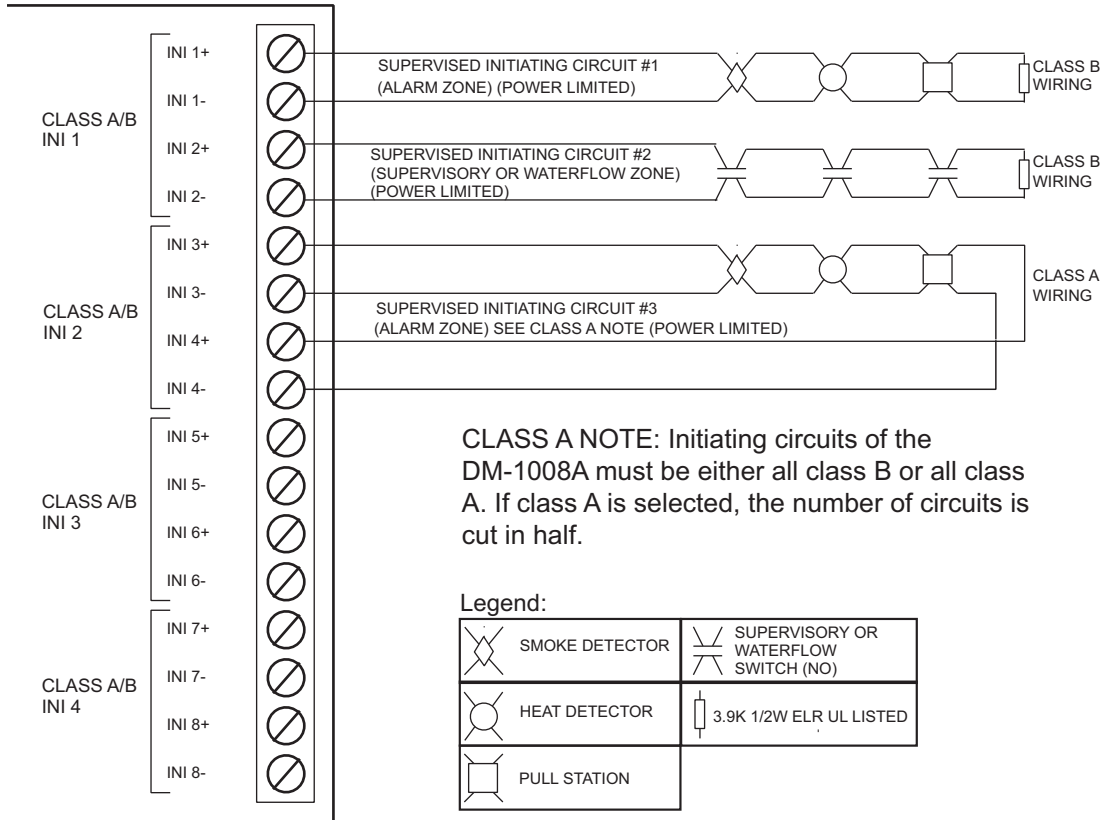 INI 1+
SUPERVISED INITIATING CIRCUIT #1
(ALARM ZONE) (POWER LIMITED)
CLASS B
WIRING
INI 1-
CLASS A/B
INI 1
INI 2+
SUPERVISED INITIATING CIRCUIT #2
(SUPERVISORY OR WATERFLOW ZONE)
(POWER LIMITED)
CLASS B
WIRING
INI 2-
INI 3+
INI 3-
CLASS A
WIRING
CLASS A/B
INI 2
SUPERVISED INITIATING CIRCUIT #3
(ALARM ZONE) SEE CLASS A NOTE (POWER LIMITED)
INI 4+
INI 4-
INI 5+
INI 5-
CLASS A/B
INI 3
INI 6+
INI 6-
INI 7+
INI 7-
CLASS A/B
INI 4
INI 8+
INI 8-
CLASS A NOTE: Initiating circuits of the
DM-1008A must be either all class B or all class
A. If class A is selected, the number of circuits is
cut in half.
Legend:
SMOKE DETECTOR
SUPERVISORY OR
WATERFLOW
SWITCH (NO)
HEAT DETECTOR
3.9K 1/2W ELR UL LISTED
PULL STATION